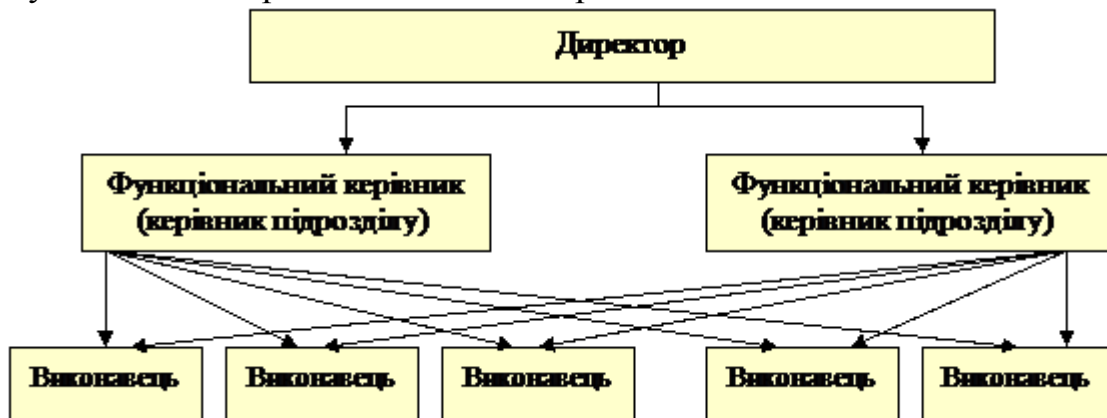 Директор
Функціональний керівник
(керівник підрозділу)
Функціональний керівник
(керівник підрозділу)
Виконавець
Виконавець
Виконавець
Виконавець
Виконавець